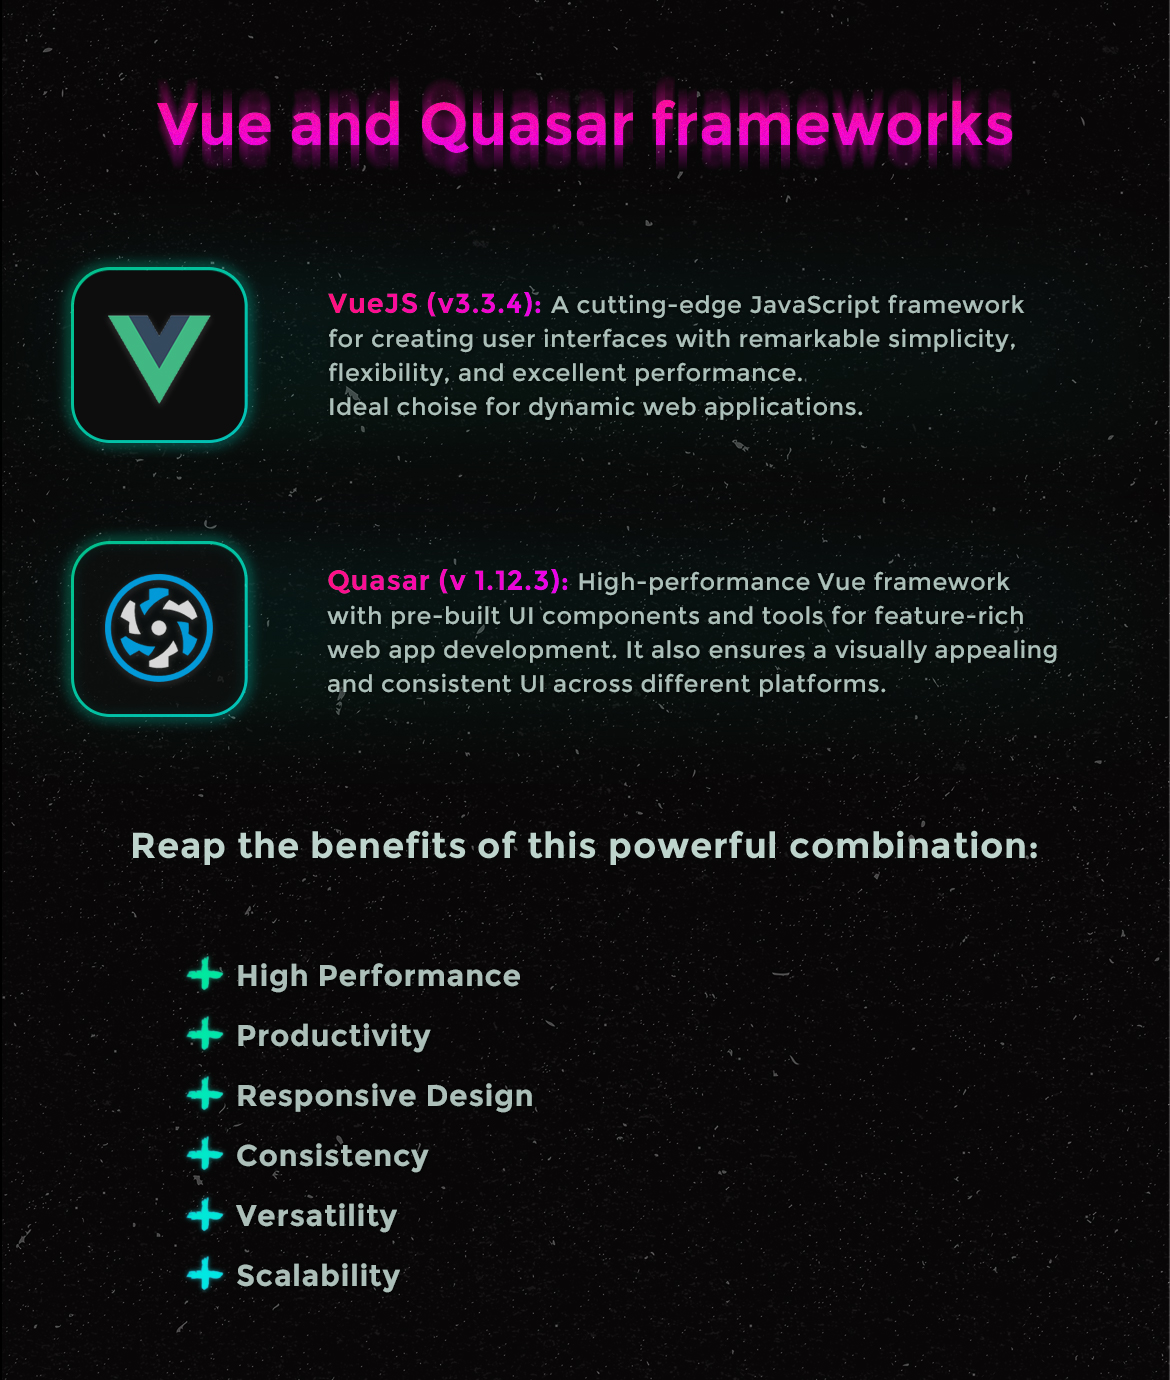 Vue and Quasar frameworks
VueJS (v3.3.4): A cutting-edge JavaScript framework
for creating user interfaces with remarkable simplicity,
flexibility, and excellent performance.
Ideal choise for dynamic web applications.
Quasar (v 1.12.3): High-performance Vue framework
with pre-built UI components and tools for feature-rich
web app development. It also ensures a visually appealing
and consistent UI across different platforms.
Reap the benefits of this powerful combination:
+ High Performance
+ Productivity
+ Responsive Design
+ Consistency
+ Versatility
+ Scalability